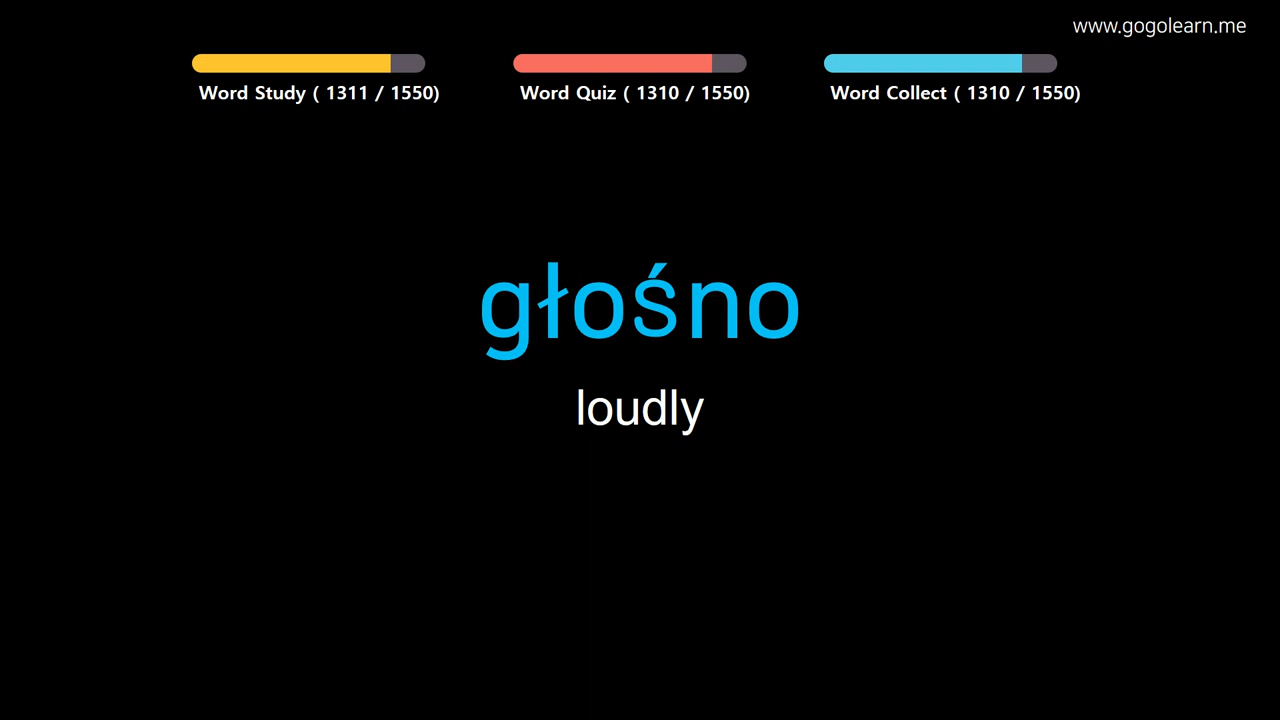 www.gogolearn.me
Word Study ( 1311 / 1550)
Word Quiz ( 1310 / 1550)
Word Collect ( 1310 / 1550)
głośno
loudly